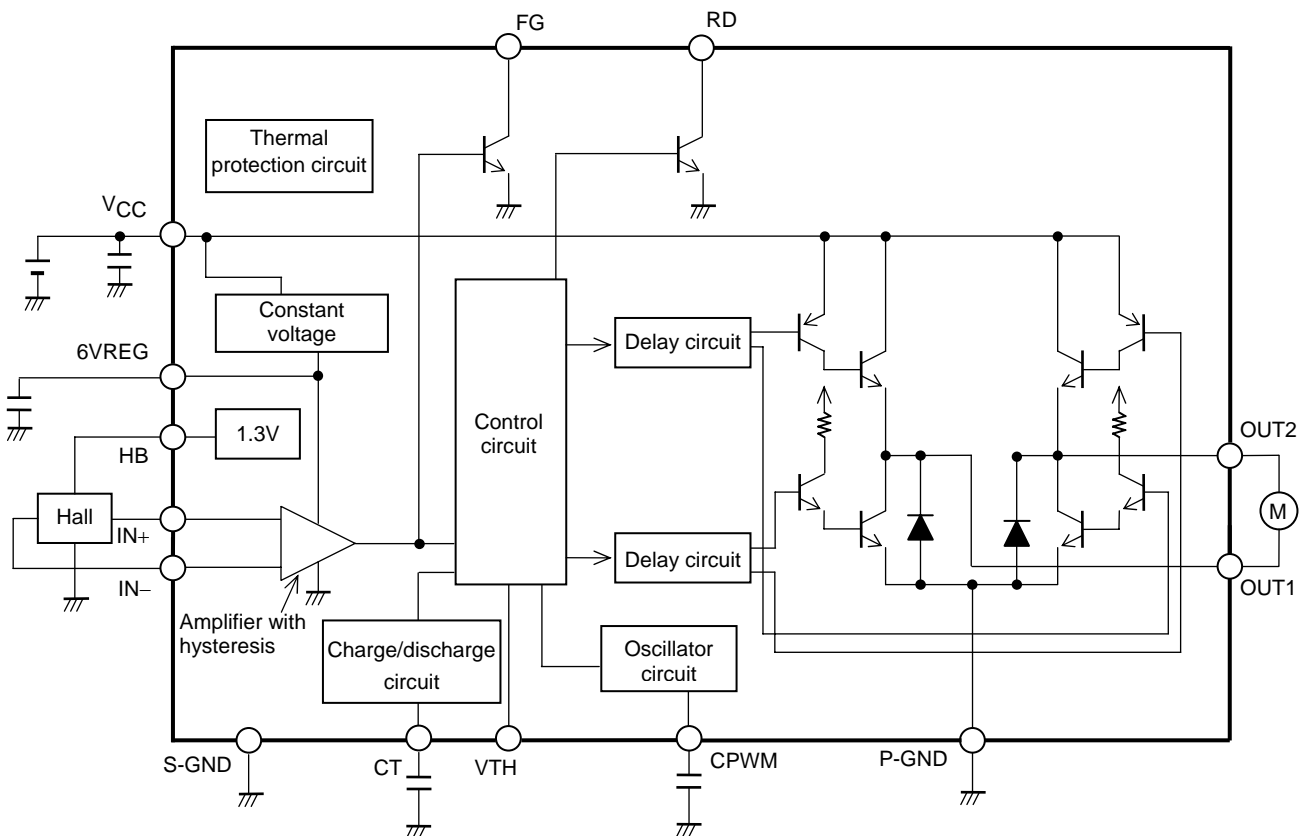 FG
RD
Thermal
protection circuit
VCC
Constant
voltage
Delay circuit
6VREG
Control
circuit
1.3V
HB
OUT2
Hall
IN+
M
Delay circuit
IN−
OUT1
Amplifier with
hysteresis
Charge/discharge
circuit
Oscillator
circuit
S-GND
CT
VTH
CPWM
P-GND